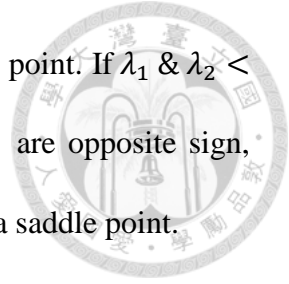 point. If 𝜆₁ & 𝜆₂ <
are opposite sign,
a saddle point.